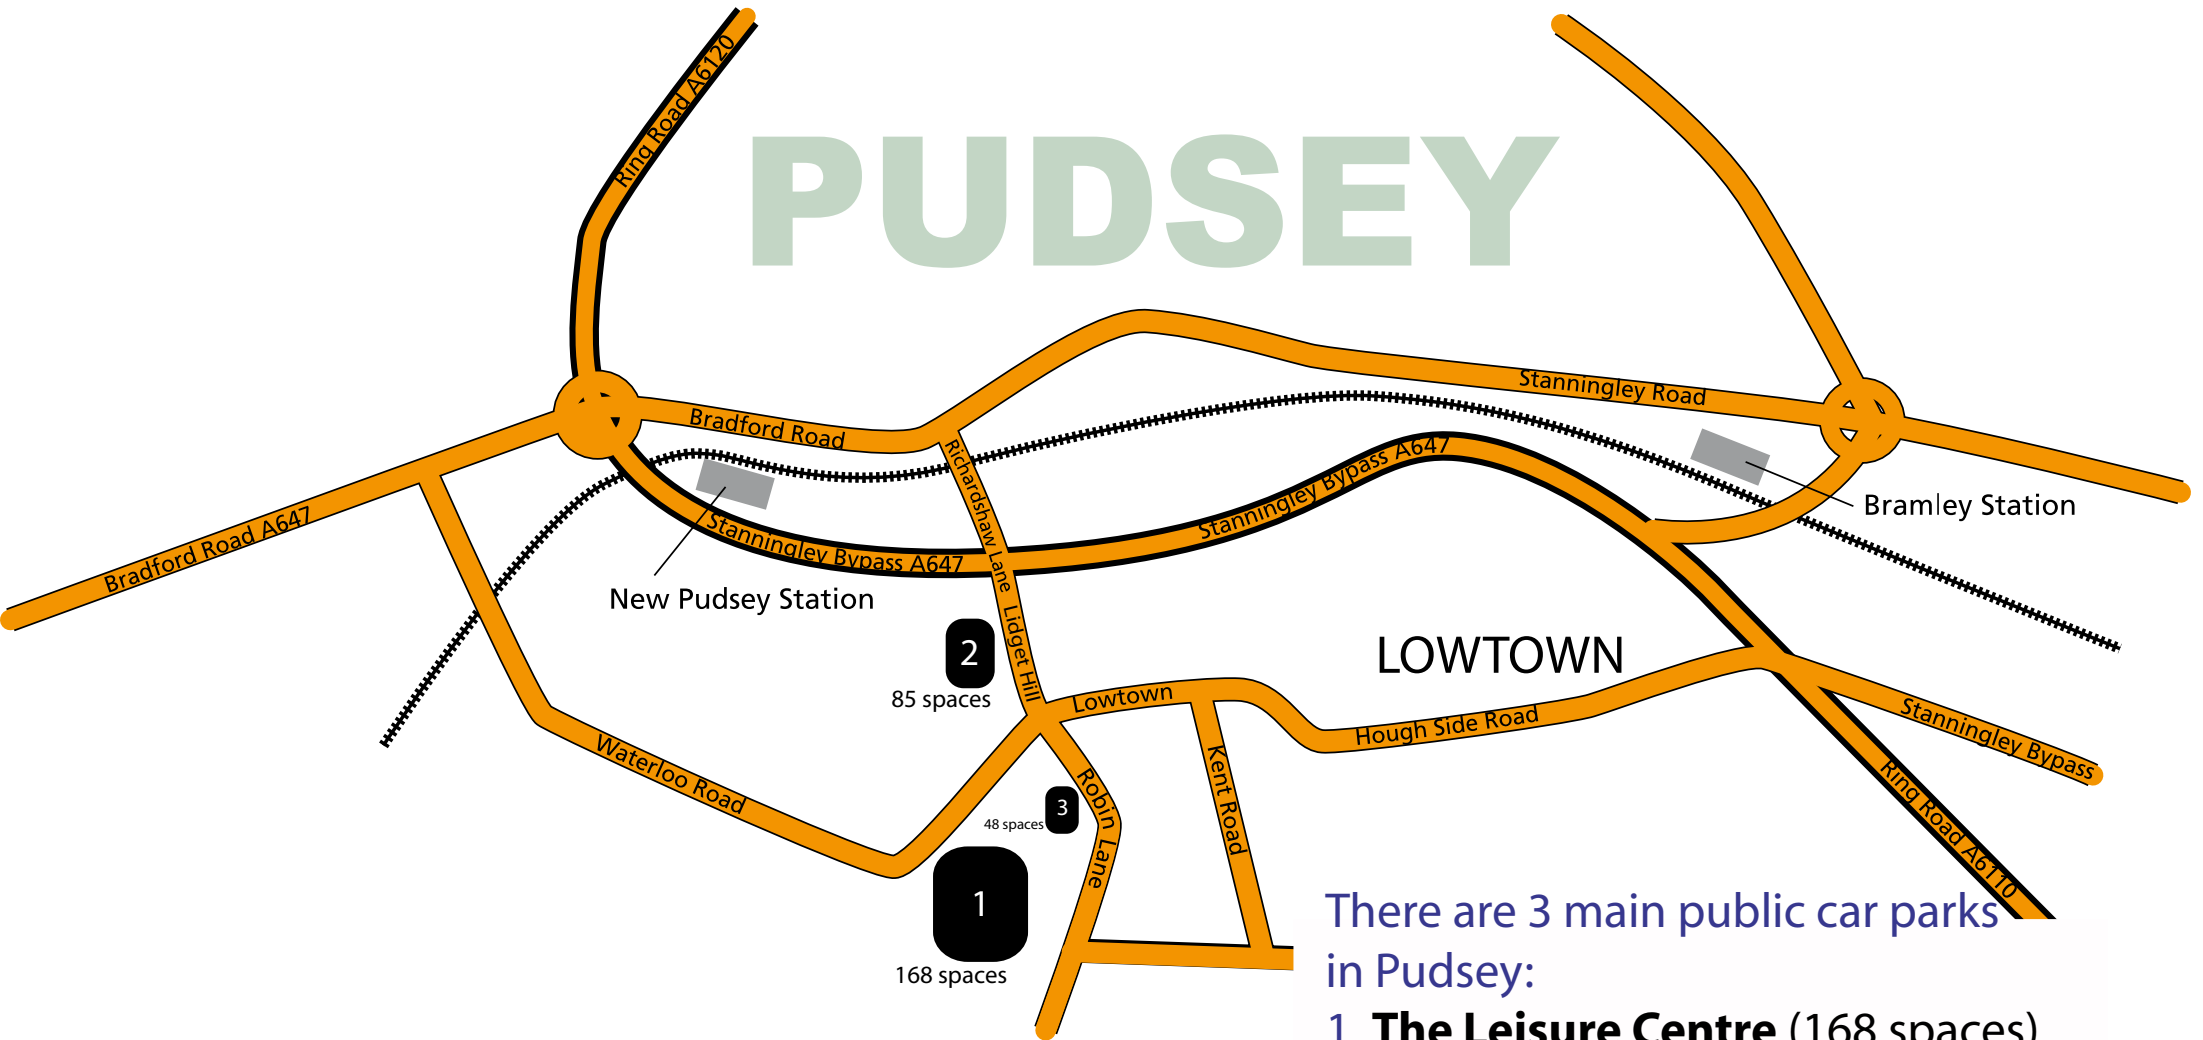 Ring Road A6120
PUDSEY
Stanningley Road
Bradford Road
Richardshaw Lane
Stanningley Bypass A647
Bramley Station
Bradford Road A647
Stanningley Bypass A647
New Pudsey Station
Lidget Hill
2
LOWTOWN
85 spaces
Lowtown
Hough Side Road
Stanningley Bypass
Waterloo Road
Kent Road
Robin Lane
3
48 spaces
Ring Road A6110
1
168 spaces
There are 3 main public car parks
in Pudsey:
1 The Leisure Centre (168 spaces)